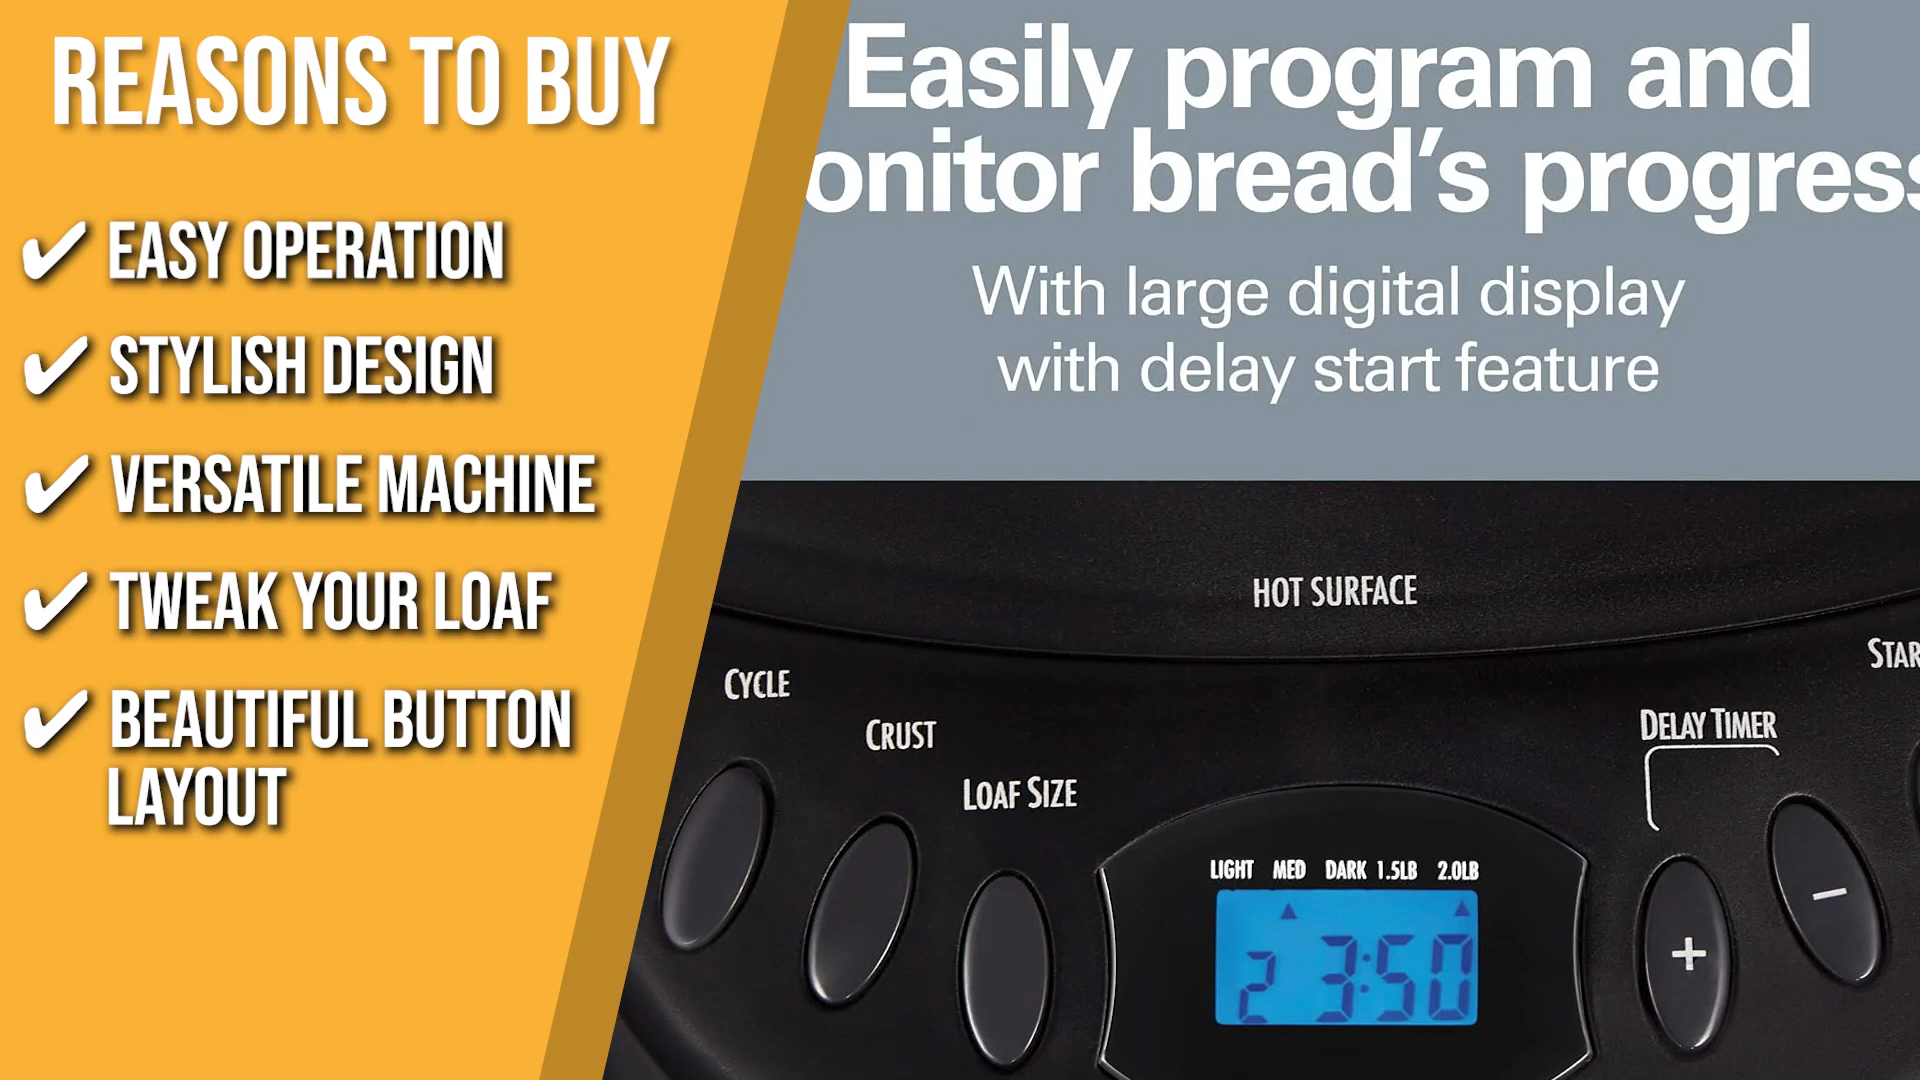 REASONS TO BUY
✔ EASY OPERATION
✔ STYLISH DESIGN
✔ VERSATILE MACHINE
✔ TWEAK YOUR LOAF
✔ BEAUTIFUL BUTTON
LAYOUT
Easily program and
onitor bread's progress
With large digital display
with delay start feature
HOT SURFACE
CYCLE
CRUST
LOAF SIZE
LIGHT MED DARK 1.5LB 2.0LB
2 3:50
DELAY TIMER
+
−
STAR